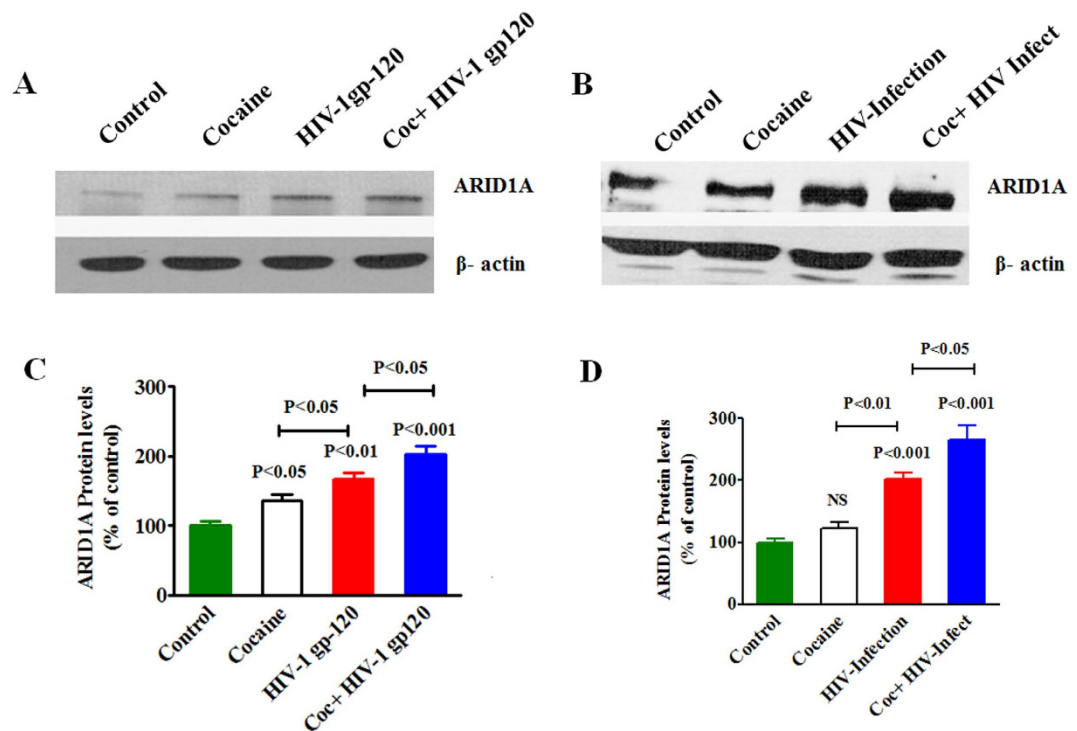 A
Control
Cocaine
HIV-1gp-120
Coc+ HIV-1 gp120
ARID1A
β- actin
B
Control
Cocaine
HIV-Infection
Coc+ HIV Infect
ARID1A
β- actin
C
ARID1A Protein levels
(% of control)
300
200
100
0
P<0.05
P<0.05
P<0.05
P<0.01
P<0.001
Control
Cocaine
HIV-1 gp-120
Coc+ HIV-1 gp120
D
ARID1A Protein levels
(% of control)
300
200
100
0
P<0.05
P<0.01
NS
P<0.001
P<0.001
Control
Cocaine
HIV-Infection
Coc+ HIV-Infect